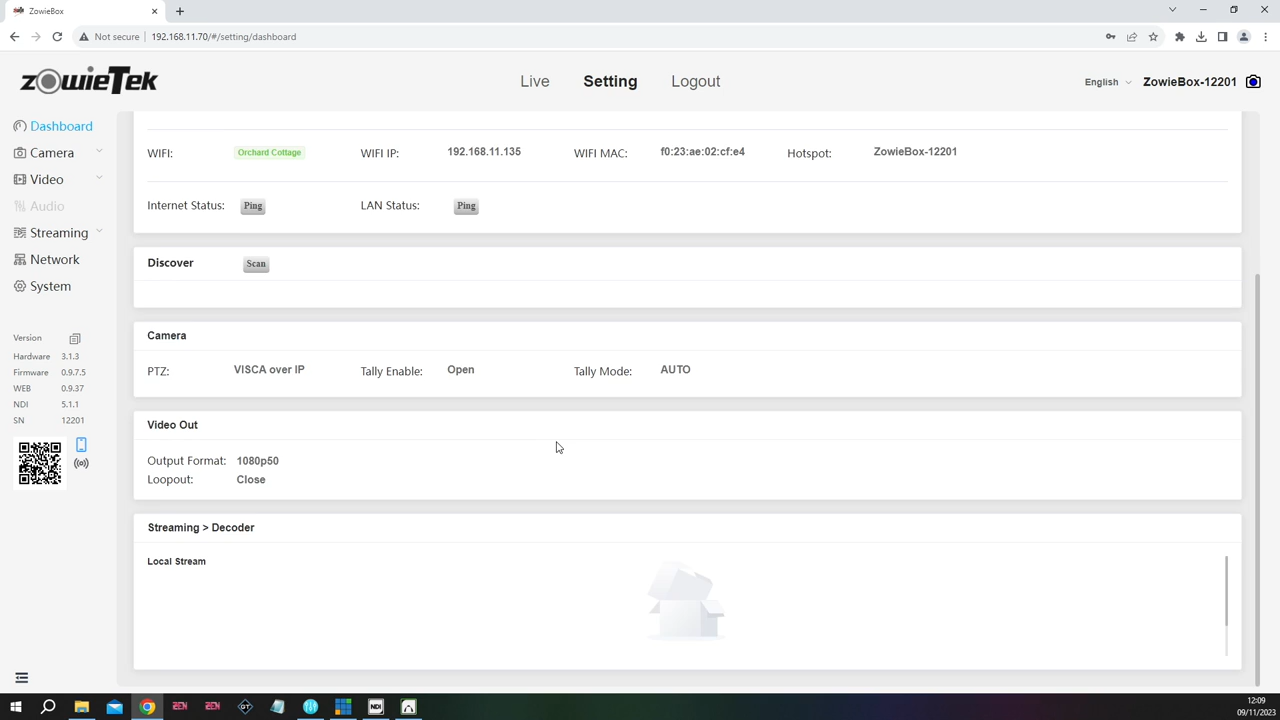 ZowieBox
Not secure
192.168.11.70/#/setting/dashboard
zowieTek
Live
Setting
Logout
English
ZowieBox-12201
Dashboard
Camera
Video
Audio
Streaming
Network
System
Version
Hardware 3.1.3
Firmware 0.9.7.5
WEB 0.9.37
NDI 5.1.1
SN 12201
WIFI: Orchard Cottage WIFI IP: 192.168.11.135 WIFI MAC: f0:23:ae:02:cf:e4 Hotspot: ZowieBox-12201
Internet Status: Ping LAN Status: Ping
Discover Scan
Camera
PTZ: VISCA over IP Tally Enable: Open Tally Mode: AUTO
Video Out
Output Format: 1080p50
Loopout: Close
Streaming > Decoder
Local Stream
NDI
12:09
09/11/2023